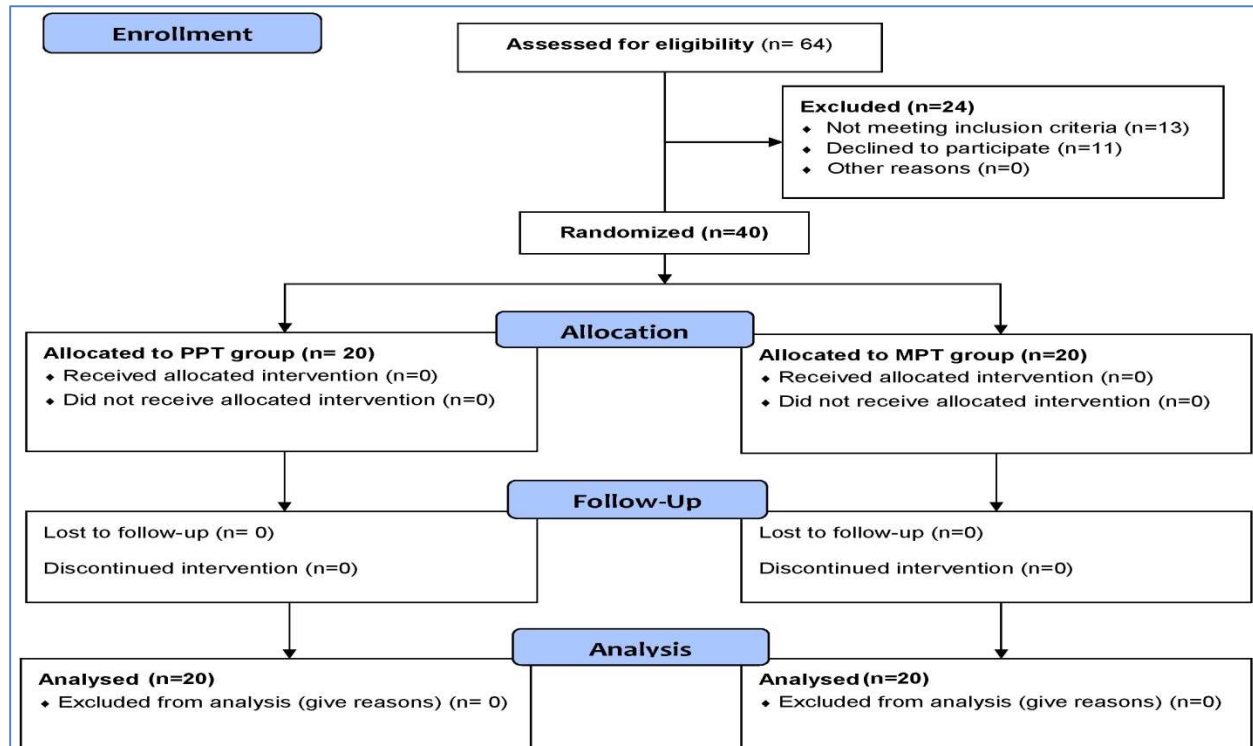 Enrollment
Assessed for eligibility (n= 64)
Excluded (n=24)
◆ Not meeting inclusion criteria (n=13)
◆ Declined to participate (n=11)
◆ Other reasons (n=0)
Randomized (n=40)
Allocation
Allocated to PPT group (n= 20)
◆ Received allocated intervention (n=0)
◆ Did not receive allocated intervention (n=0)
Allocated to MPT group (n=20)
◆ Received allocated intervention (n=0)
◆ Did not receive allocated intervention (n=0)
Follow-Up
Lost to follow-up (n= 0)
Discontinued intervention (n=0)
Lost to follow-up (n=0)
Discontinued intervention (n=0)
Analysis
Analysed (n=20)
◆ Excluded from analysis (give reasons) (n= 0)
Analysed (n=20)
◆ Excluded from analysis (give reasons) (n=0)